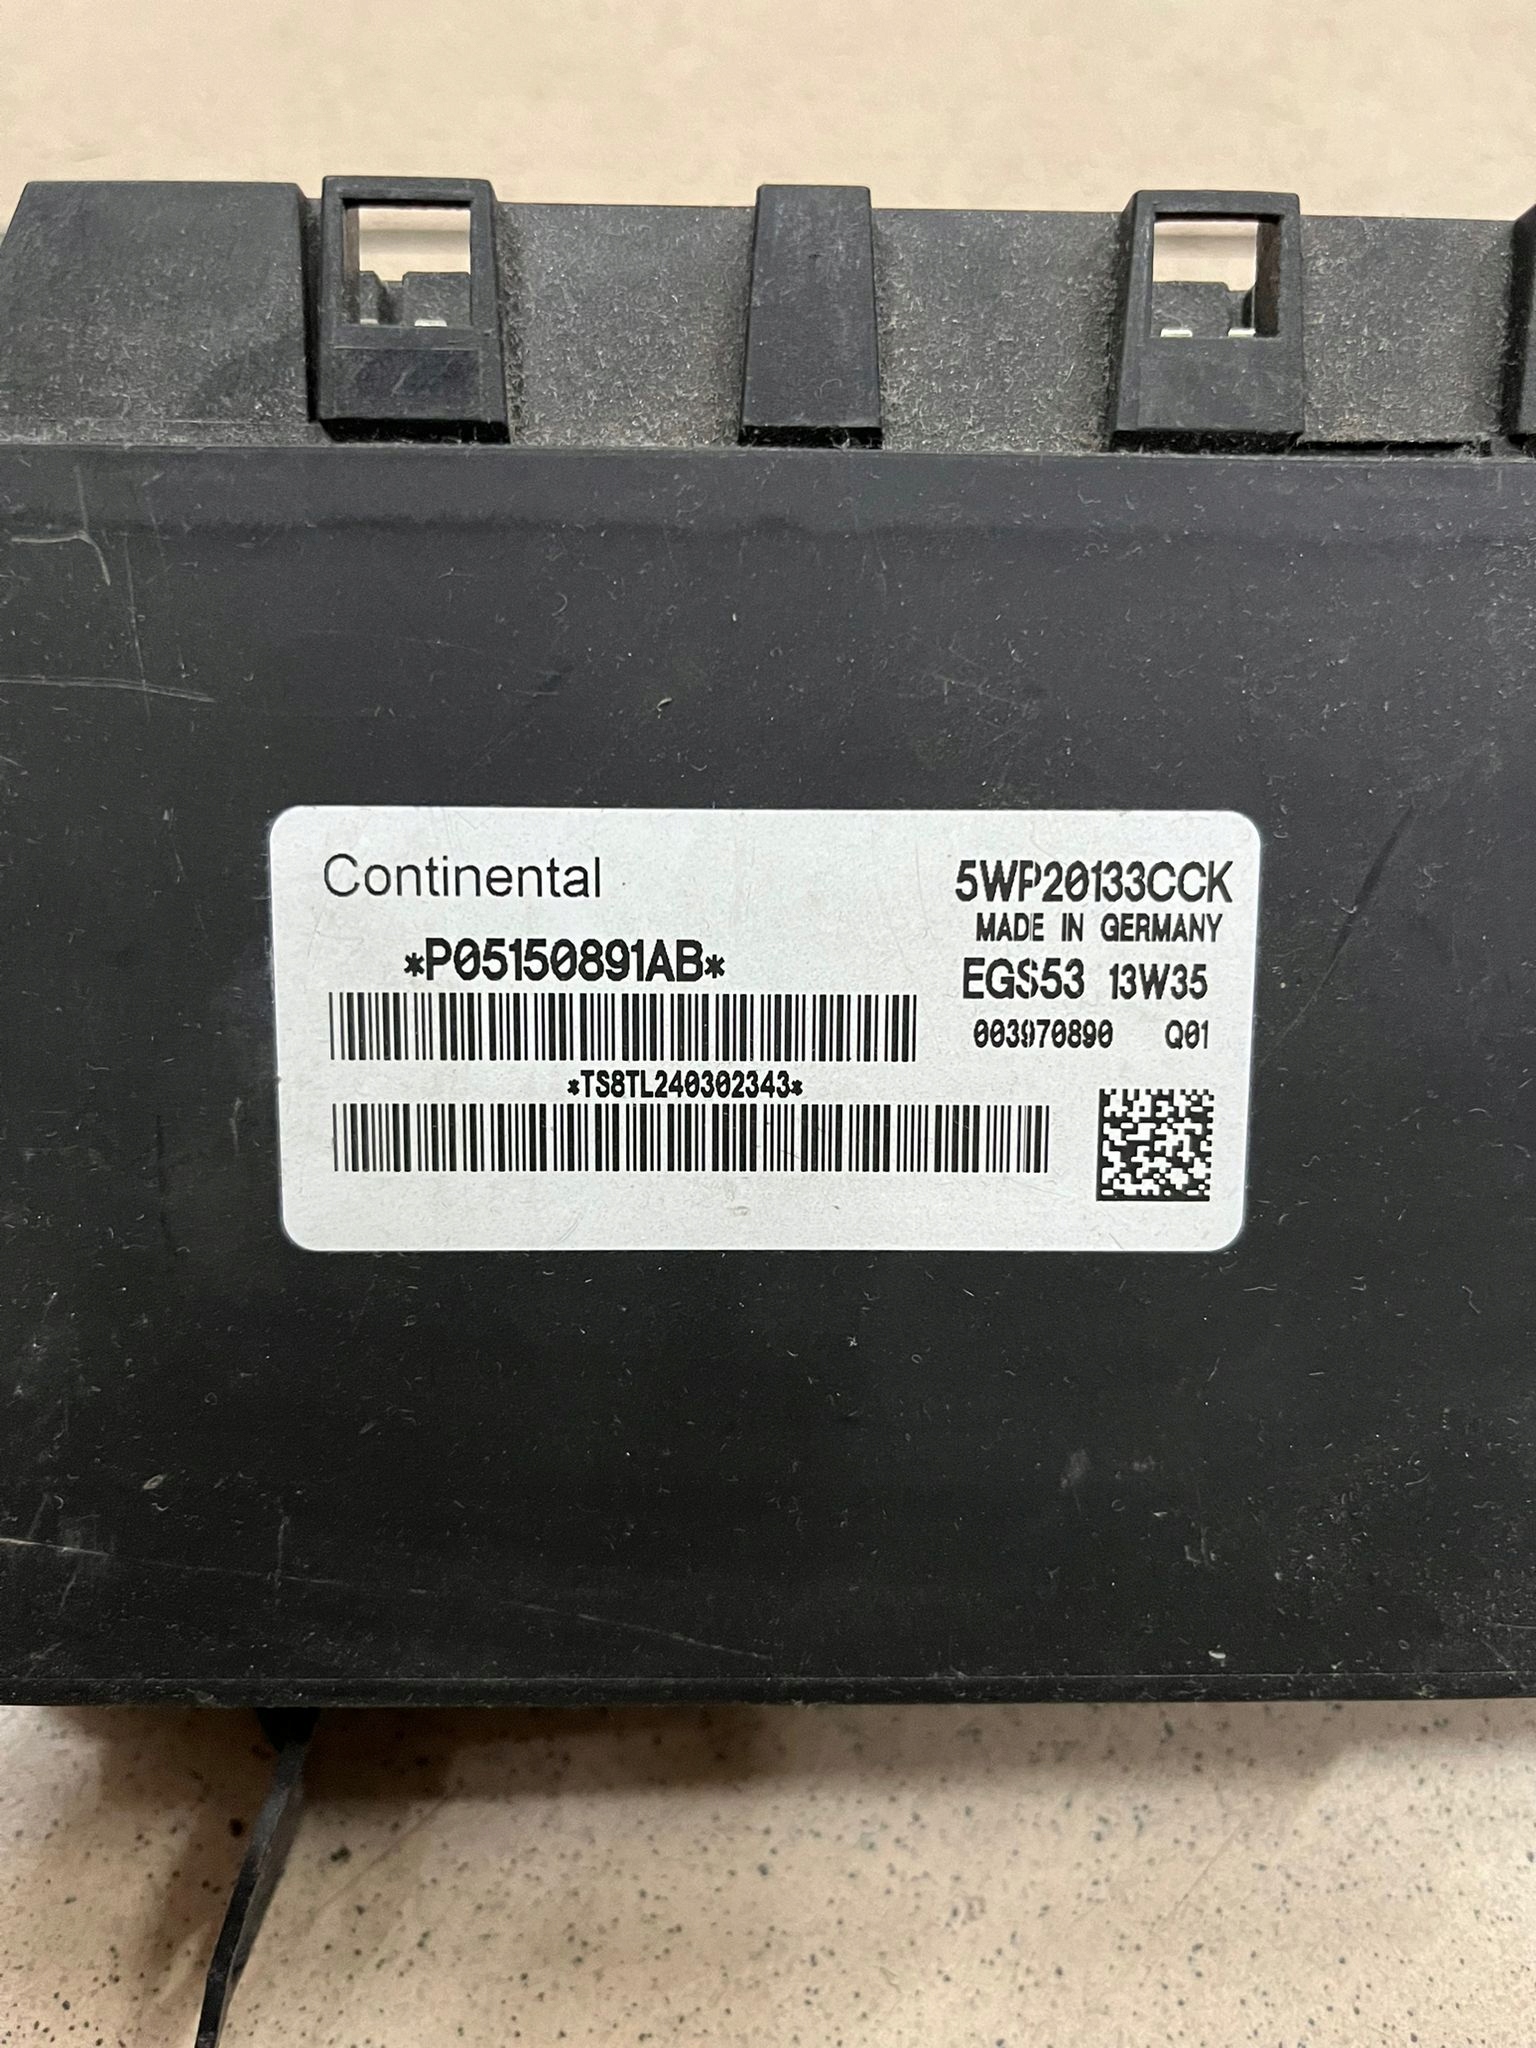 Continental
5WP20133CCK
MADE IN GERMANY
*P05150891AB*
EGS53 13W35
003970890 Q01
*TS8TL240302343*